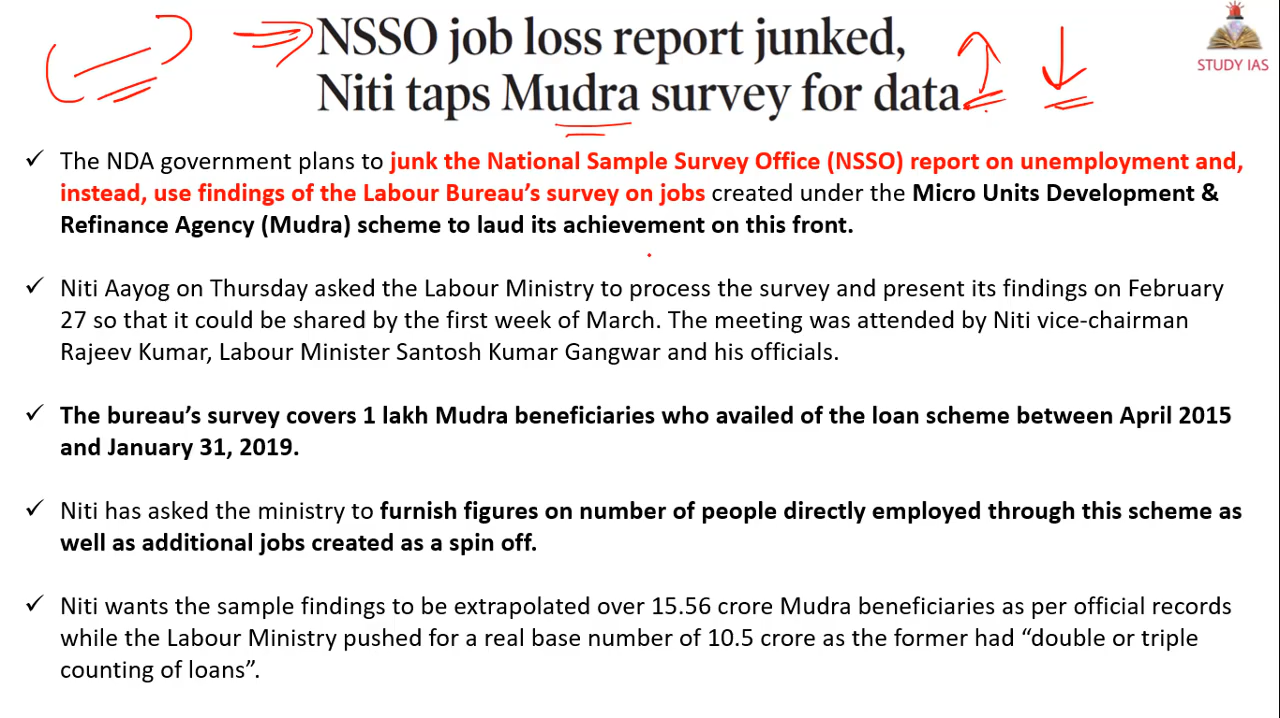 NSSO job loss report junked,
Niti taps Mudra survey for data
STUDY IAS
✓ The NDA government plans to junk the National Sample Survey Office (NSSO) report on unemployment and,
instead, use findings of the Labour Bureau's survey on jobs created under the Micro Units Development &
Refinance Agency (Mudra) scheme to laud its achievement on this front.
✓ Niti Aayog on Thursday asked the Labour Ministry to process the survey and present its findings on February
27 so that it could be shared by the first week of March. The meeting was attended by Niti vice-chairman
Rajeev Kumar, Labour Minister Santosh Kumar Gangwar and his officials.
✓ The bureau's survey covers 1 lakh Mudra beneficiaries who availed of the loan scheme between April 2015
and January 31, 2019.
✓ Niti has asked the ministry to furnish figures on number of people directly employed through this scheme as
well as additional jobs created as a spin off.
✓ Niti wants the sample findings to be extrapolated over 15.56 crore Mudra beneficiaries as per official records
while the Labour Ministry pushed for a real base number of 10.5 crore as the former had “double or triple
counting of loans”.